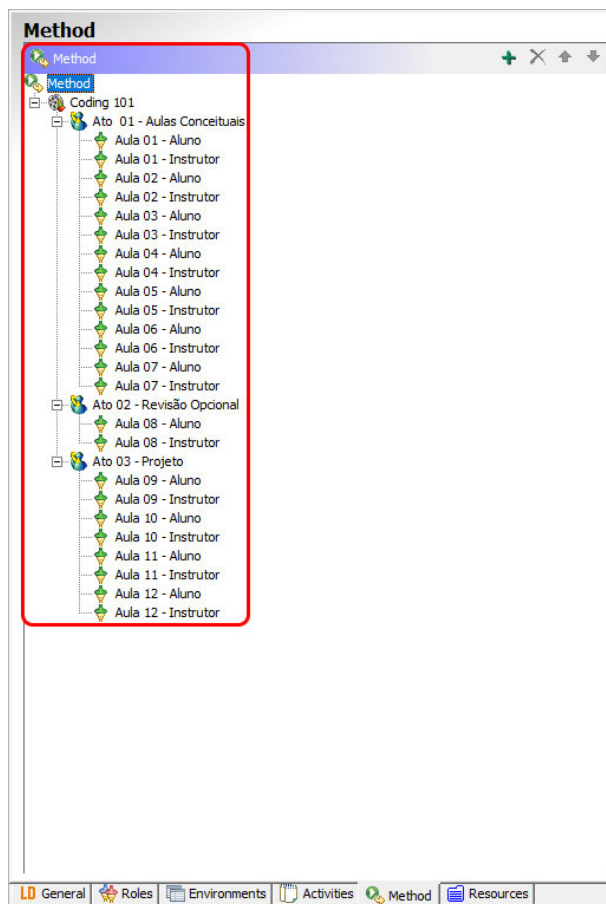 Method
Method
Method
Coding 101
Ato 01 - Aulas Conceituais
Aula 01 - Aluno
Aula 01 - Instrutor
Aula 02 - Aluno
Aula 02 - Instrutor
Aula 03 - Aluno
Aula 03 - Instrutor
Aula 04 - Aluno
Aula 04 - Instrutor
Aula 05 - Aluno
Aula 05 - Instrutor
Aula 06 - Aluno
Aula 06 - Instrutor
Aula 07 - Aluno
Aula 07 - Instrutor
Ato 02 - Revisão Opcional
Aula 08 - Aluno
Aula 08 - Instrutor
Ato 03 - Projeto
Aula 09 - Aluno
Aula 09 - Instrutor
Aula 10 - Aluno
Aula 10 - Instrutor
Aula 11 - Aluno
Aula 11 - Instrutor
Aula 12 - Aluno
Aula 12 - Instrutor
LD General Roles Environments Activities Method Resources